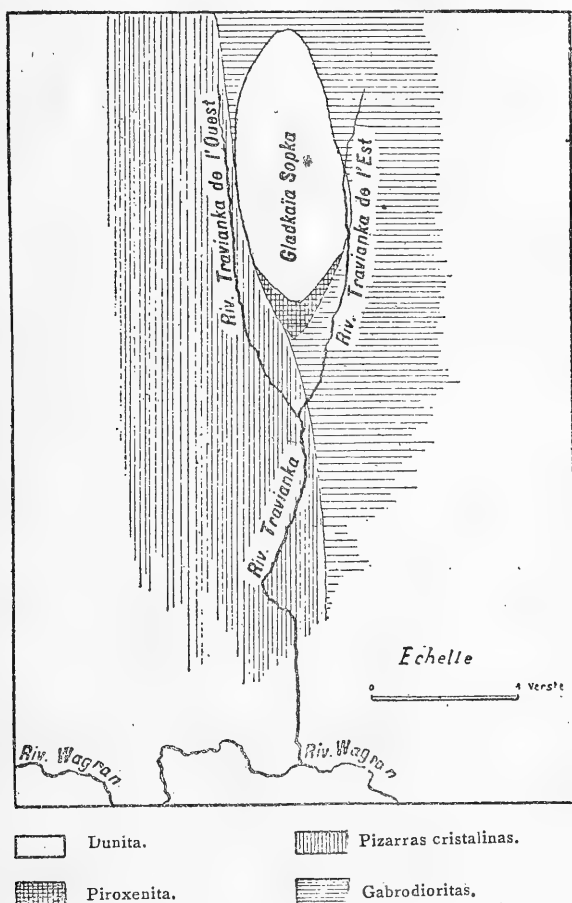 Riv. Travianka de l'Ouest
Gladkaïa Sopka
Riv. Travianka de l'Est
Riv. Travianka
Echelle
0 1 verste
Riv. Wagran
Riv. Wagran
Dunita.
Pizarras cristalinas.
Piroxenita.
Gabrodioritas.